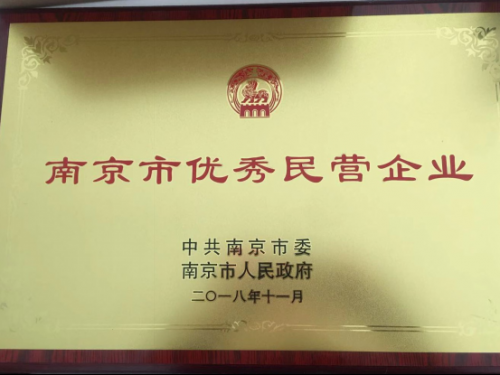 南京市优秀民营企业
中共南京市委
南京市人民政府
二〇一八年十一月